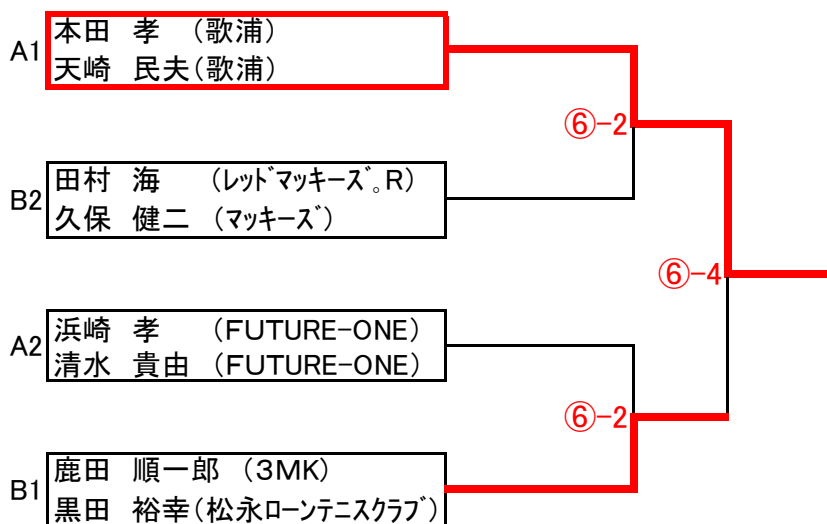 A1
本田 孝 (歌浦)
天崎 民夫(歌浦)
⑥-2
B2
田村 海 (ﾚｯﾄﾞﾏｯｷｰｽﾞ｡R)
久保 健二 (ﾏｯｷｰｽﾞ)
⑥-4
A2
浜崎 孝 (FUTURE-ONE)
清水 貴由 (FUTURE-ONE)
⑥-2
B1
鹿田 順一郎 (3MK)
黒田 裕幸(松永ﾛｰﾝﾃﾆｽｸﾗﾌﾞ)